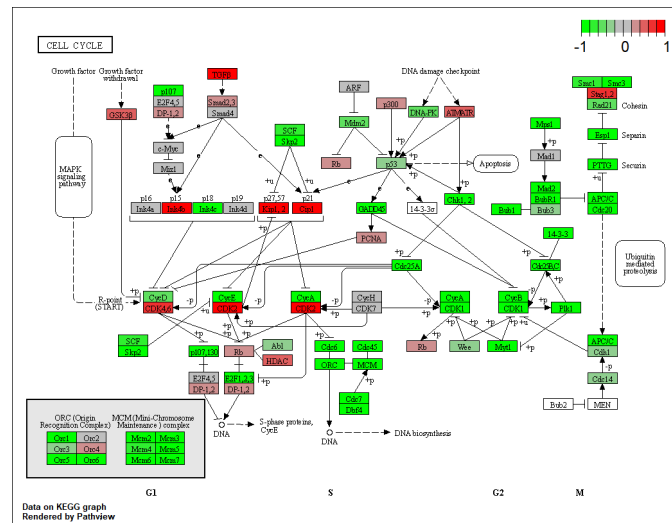 -1 0 1
CELL CYCLE
Growth factor
Growth factor
withdrawal
TGFβ
DNA damage checkpoint
Smc1 Smc3
Stag1,2
Rad21
Cohesin
GSK3β
p107
E2F4,5
DP-1,2
Smad2,3
Smad4
ARF
Mdm2
p300
DNA-PK
ATMATR
SCF
Skp2
c-Myc
Miz1
Rb
p53
Apoptosis
Mps1
Mad1
Esp1
Separin
PTTG
Securin
MAPK
signaling
pathway
p16 p15 p18 p19 p27,57 p21
Ink4a Ink4b Ink4c Ink4d Kip1,2 Cip1
GADD45
14-3-3σ
Chk1, 2
Mad2
BubR1
Bub3
Bub1
APC/C
Cdc20
PCNA
14-3-3
Cdc25A
Cdc25B,C
Ubiquitin
mediated
proteolysis
R-point
(START)
CycD
CDK4,6
CycE
CDK2
CycA
CDK2
CycH
CDK7
CycA
CDK1
CycB
CDK1
Plk1
SCF
Skp2
p107,130
Rb
Abl
HDAC
Cdc6 Cdc45
ORC MCM
Rb
Wee
Myt1
APC/C
Cdh1
E2F4,5
DP-1,2
E2F1,2,3
DP-1,2
Cdc7
Dbf4
Cdc14
Bub2
MEN
DNA
S-phase proteins,
CycE
DNA
DNA biosynthesis
ORC (Origin
Recognition Complex)
MCM (Mini-Chromosome
Maintenance) complex
Orc1 Orc2 Mcm2 Mcm3
Orc3 Orc4 Mcm4 Mcm5
Orc5 Orc6 Mcm6 Mcm7
G1 S G2 M
Data on KEGG graph
Rendered by Pathview